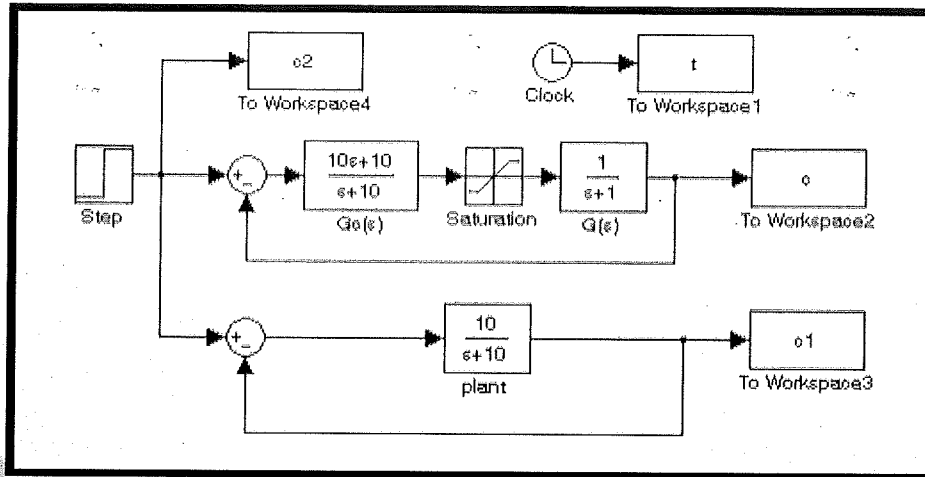 c2
To Workspace4
Clock
t
To Workspace1
Step
+
-
10s+10
s+10
Gc(s)
Saturation
1
s+1
G(s)
c
To Workspace2
+
-
10
s+10
plant
c1
To Workspace3